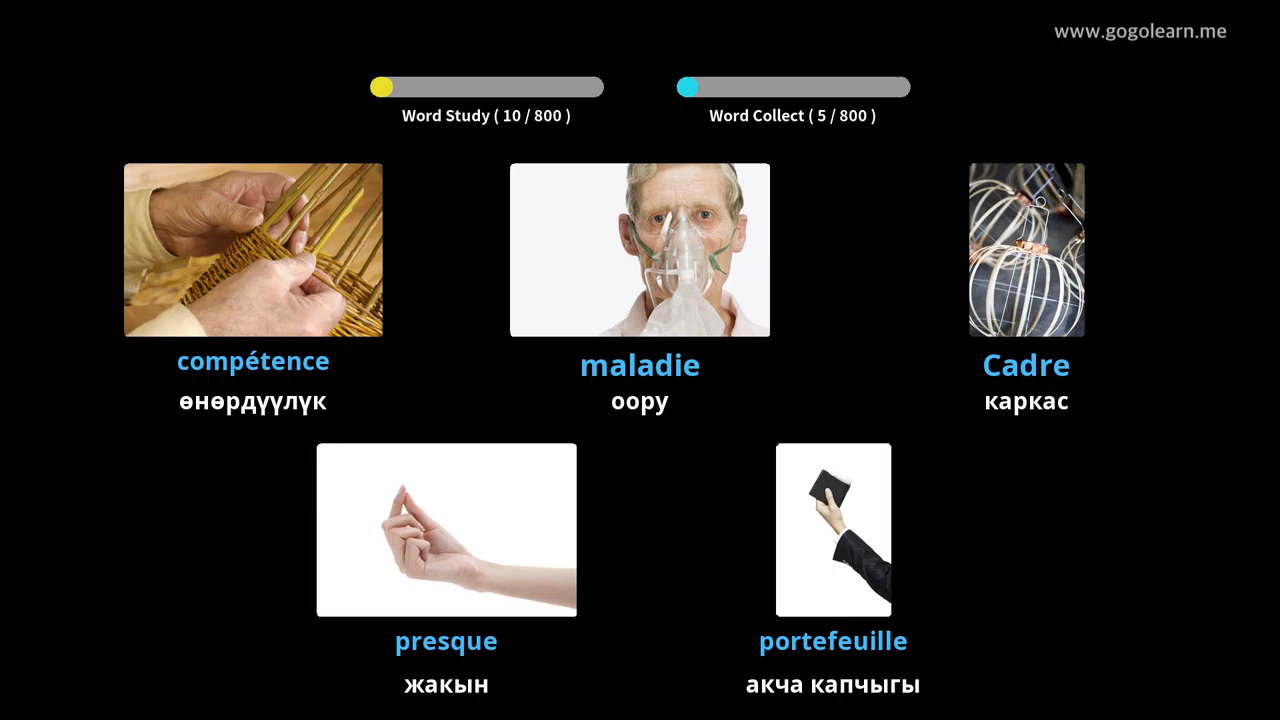 www.gogolearn.me
Word Study ( 10 / 800 )
Word Collect ( 5 / 800 )
compétence
maladie
Cadre
өнөрдүүлүк
оору
каркас
presque
portefeuille
жакын
акча капчыгы